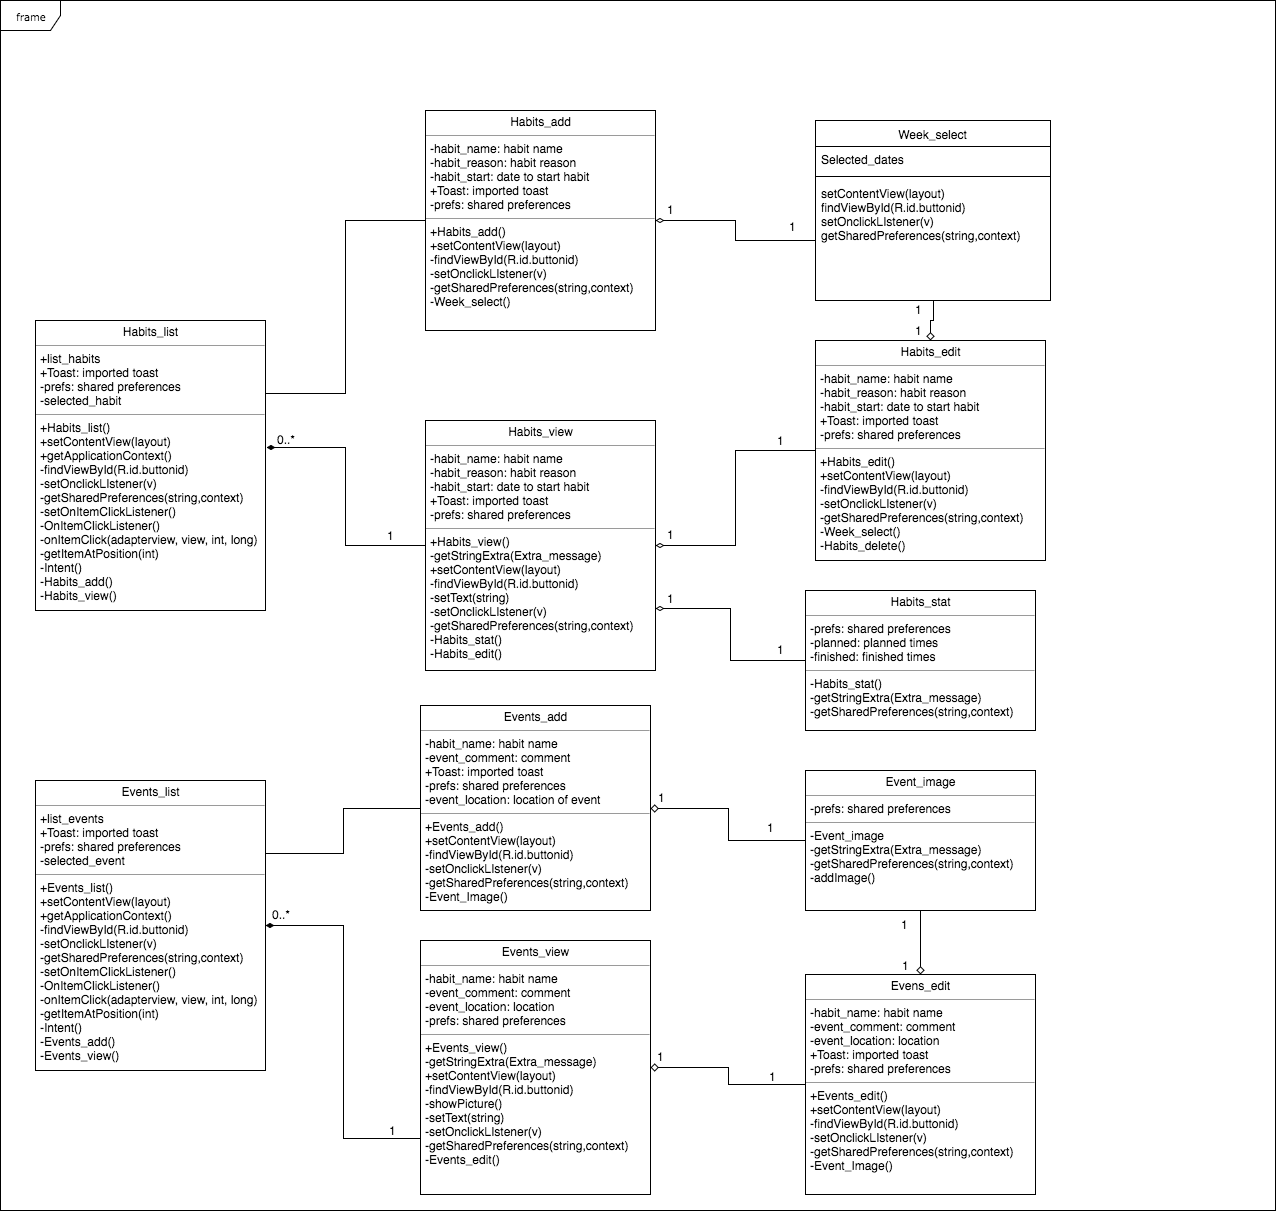 frame
Habits_add
-habit_name: habit name
-habit_reason: habit reason
-habit_start: date to start habit
+Toast: imported toast
-prefs: shared preferences
+Habits_add()
+setContentView(layout)
-findViewById(R.id.buttonid)
-setOnclickLIstener(v)
-getSharedPreferences(string,context)
-Week_select()
1
1
Week_select
Selected_dates
setContentView(layout)
findViewById(R.id.buttonid)
setOnclickLIstener(v)
getSharedPreferences(string,context)
1
1
Habits_list
+list_habits
+Toast: imported toast
-prefs: shared preferences
-selected_habit
+Habits_list()
+setContentView(layout)
+getApplicationContext()
-findViewById(R.id.buttonid)
-setOnclickLIstener(v)
-getSharedPreferences(string,context)
-setOnItemClickListener()
-OnItemClickListener()
-onItemClick(adapterview, view, int, long)
-getItemAtPosition(int)
-Intent()
-Habits_add()
-Habits_view()
0..*
1
Habits_view
-habit_name: habit name
-habit_reason: habit reason
-habit_start: date to start habit
+Toast: imported toast
-prefs: shared preferences
+Habits_view()
-getStringExtra(Extra_message)
+setContentView(layout)
-findViewById(R.id.buttonid)
-setText(string)
-setOnclickLIstener(v)
-getSharedPreferences(string,context)
-Habits_stat()
-Habits_edit()
1
1
1
1
Habits_edit
-habit_name: habit name
-habit_reason: habit reason
-habit_start: date to start habit
+Toast: imported toast
-prefs: shared preferences
+Habits_edit()
+setContentView(layout)
-findViewById(R.id.buttonid)
-setOnclickLIstener(v)
-getSharedPreferences(string,context)
-Week_select()
-Habits_delete()
Habits_stat
-prefs: shared preferences
-planned: planned times
-finished: finished times
-Habits_stat()
-getStringExtra(Extra_message)
-getSharedPreferences(string,context)
Events_add
-habit_name: habit name
-event_comment: comment
+Toast: imported toast
-prefs: shared preferences
-event_location: location of event
+Events_add()
+setContentView(layout)
-findViewById(R.id.buttonid)
-setOnclickLIstener(v)
-getSharedPreferences(string,context)
-Event_Image()
1
1
Event_image
-prefs: shared preferences
-Event_image
-getStringExtra(Extra_message)
-getSharedPreferences(string,context)
-addImage()
1
1
Events_list
+list_events
+Toast: imported toast
-prefs: shared preferences
-selected_event
+Events_list()
+setContentView(layout)
+getApplicationContext()
-findViewById(R.id.buttonid)
-setOnclickLIstener(v)
-getSharedPreferences(string,context)
-setOnItemClickListener()
-OnItemClickListener()
-onItemClick(adapterview, view, int, long)
-getItemAtPosition(int)
-Intent()
-Events_add()
-Events_view()
0..*
1
Events_view
-habit_name: habit name
-event_comment: comment
-event_location: location
-prefs: shared preferences
+Events_view()
-getStringExtra(Extra_message)
+setContentView(layout)
-findViewById(R.id.buttonid)
-showPicture()
-setText(string)
-setOnclickLIstener(v)
-getSharedPreferences(string,context)
-Events_edit()
1
1
Evens_edit
-habit_name: habit name
-event_comment: comment
-event_location: location
+Toast: imported toast
-prefs: shared preferences
+Events_edit()
+setContentView(layout)
-findViewById(R.id.buttonid)
-setOnclickLIstener(v)
-getSharedPreferences(string,context)
-Event_Image()